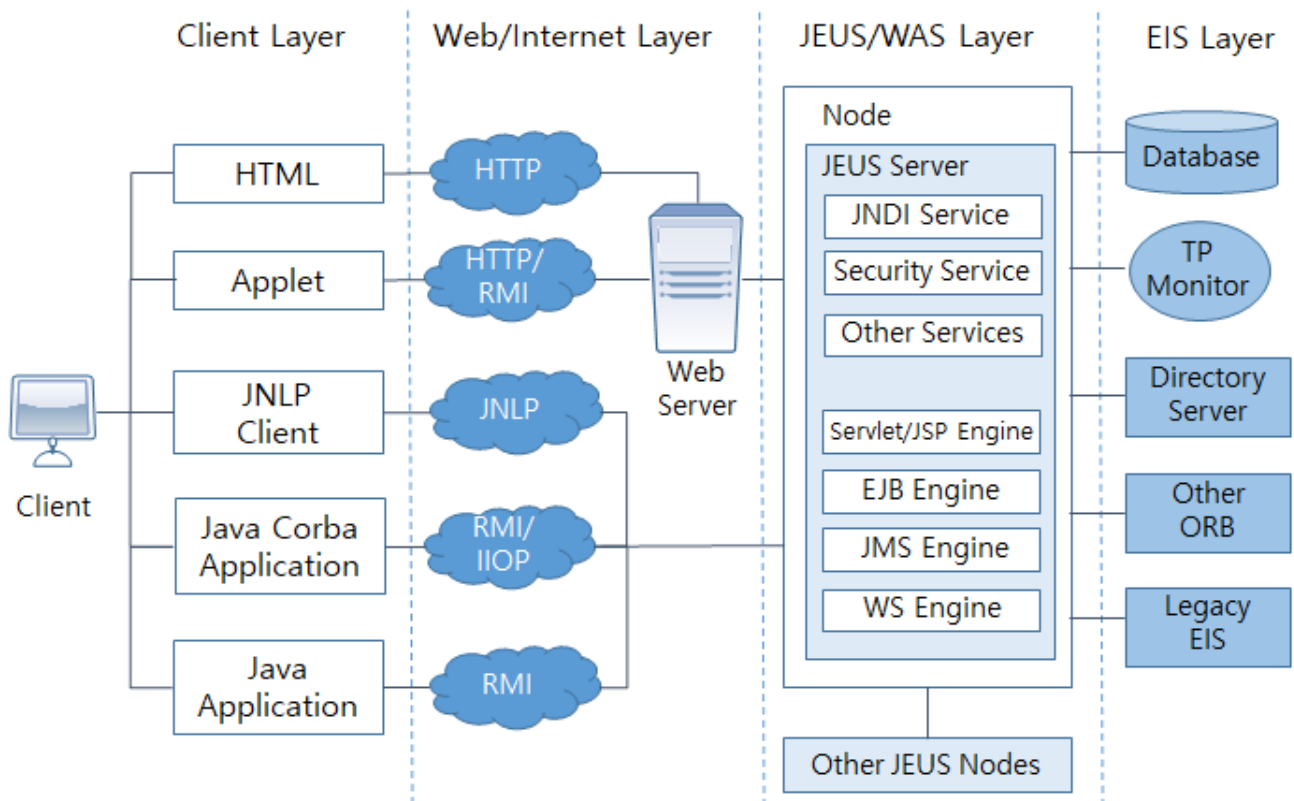 Client Layer
Web/Internet Layer
JEUS/WAS Layer
EIS Layer
Client
HTML
Applet
JNLP
Client
Java Corba
Application
Java
Application
HTTP
HTTP/
RMI
JNLP
RMI/
IIOP
RMI
Web
Server
Node
JEUS Server
JNDI Service
Security Service
Other Services
Servlet/JSP Engine
EJB Engine
JMS Engine
WS Engine
Other JEUS Nodes
Database
TP
Monitor
Directory
Server
Other
ORB
Legacy
EIS